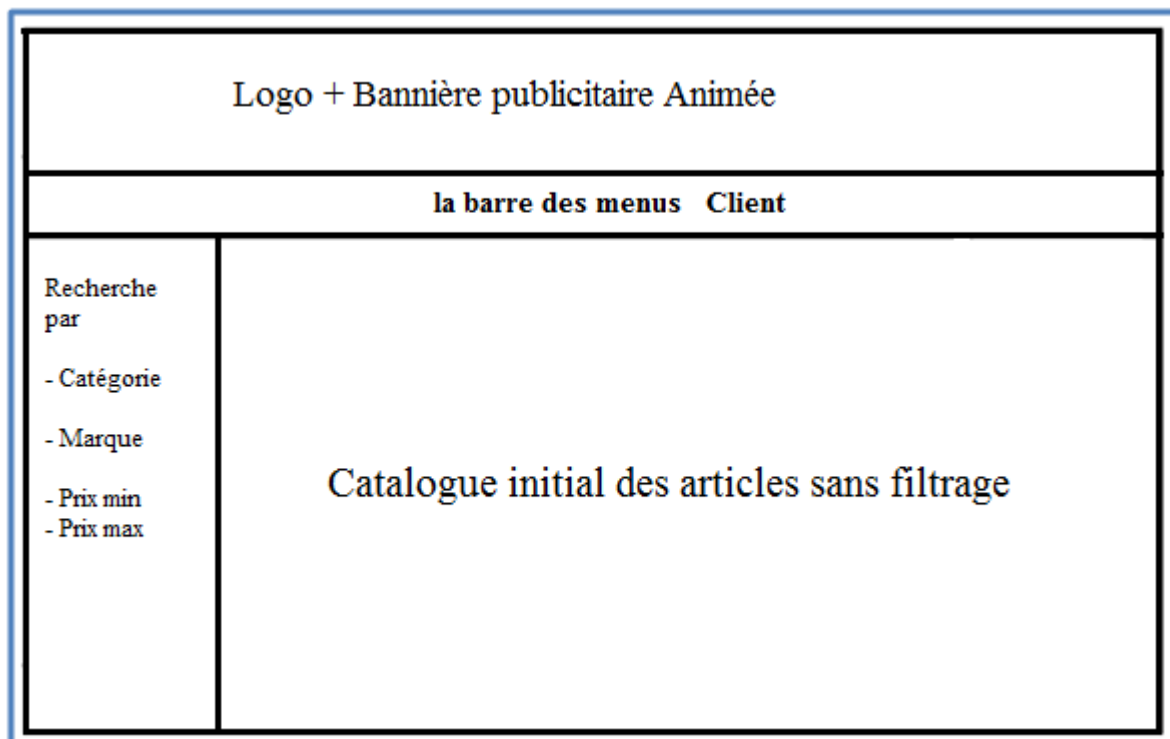 Logo + Bannière publicitaire Animée
la barre des menus Client
Recherche
par
- Catégorie
- Marque
- Prix min
- Prix max
Catalogue initial des articles sans filtrage